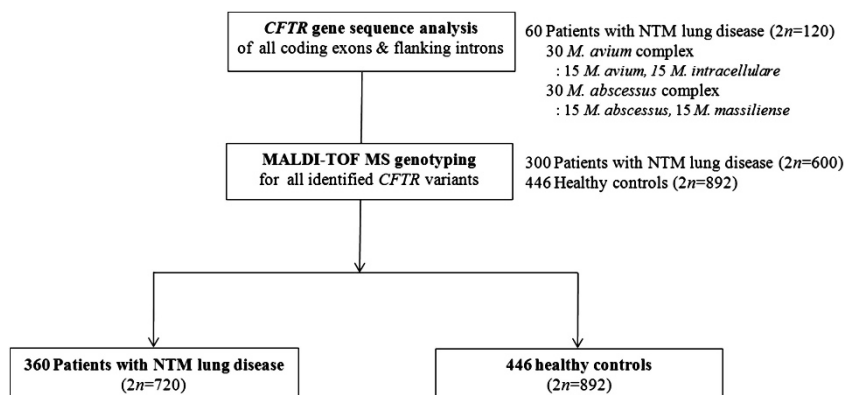 CFTR gene sequence analysis
of all coding exons & flanking introns
60 Patients with NTM lung disease (2n=120)
30 M. avium complex
: 15 M. avium, 15 M. intracellulare
30 M. abscessus complex
: 15 M. abscessus, 15 M. massiliense
MALDI-TOF MS genotyping
for all identified CFTR variants
300 Patients with NTM lung disease (2n=600)
446 Healthy controls (2n=892)
360 Patients with NTM lung disease
(2n=720)
446 healthy controls
(2n=892)